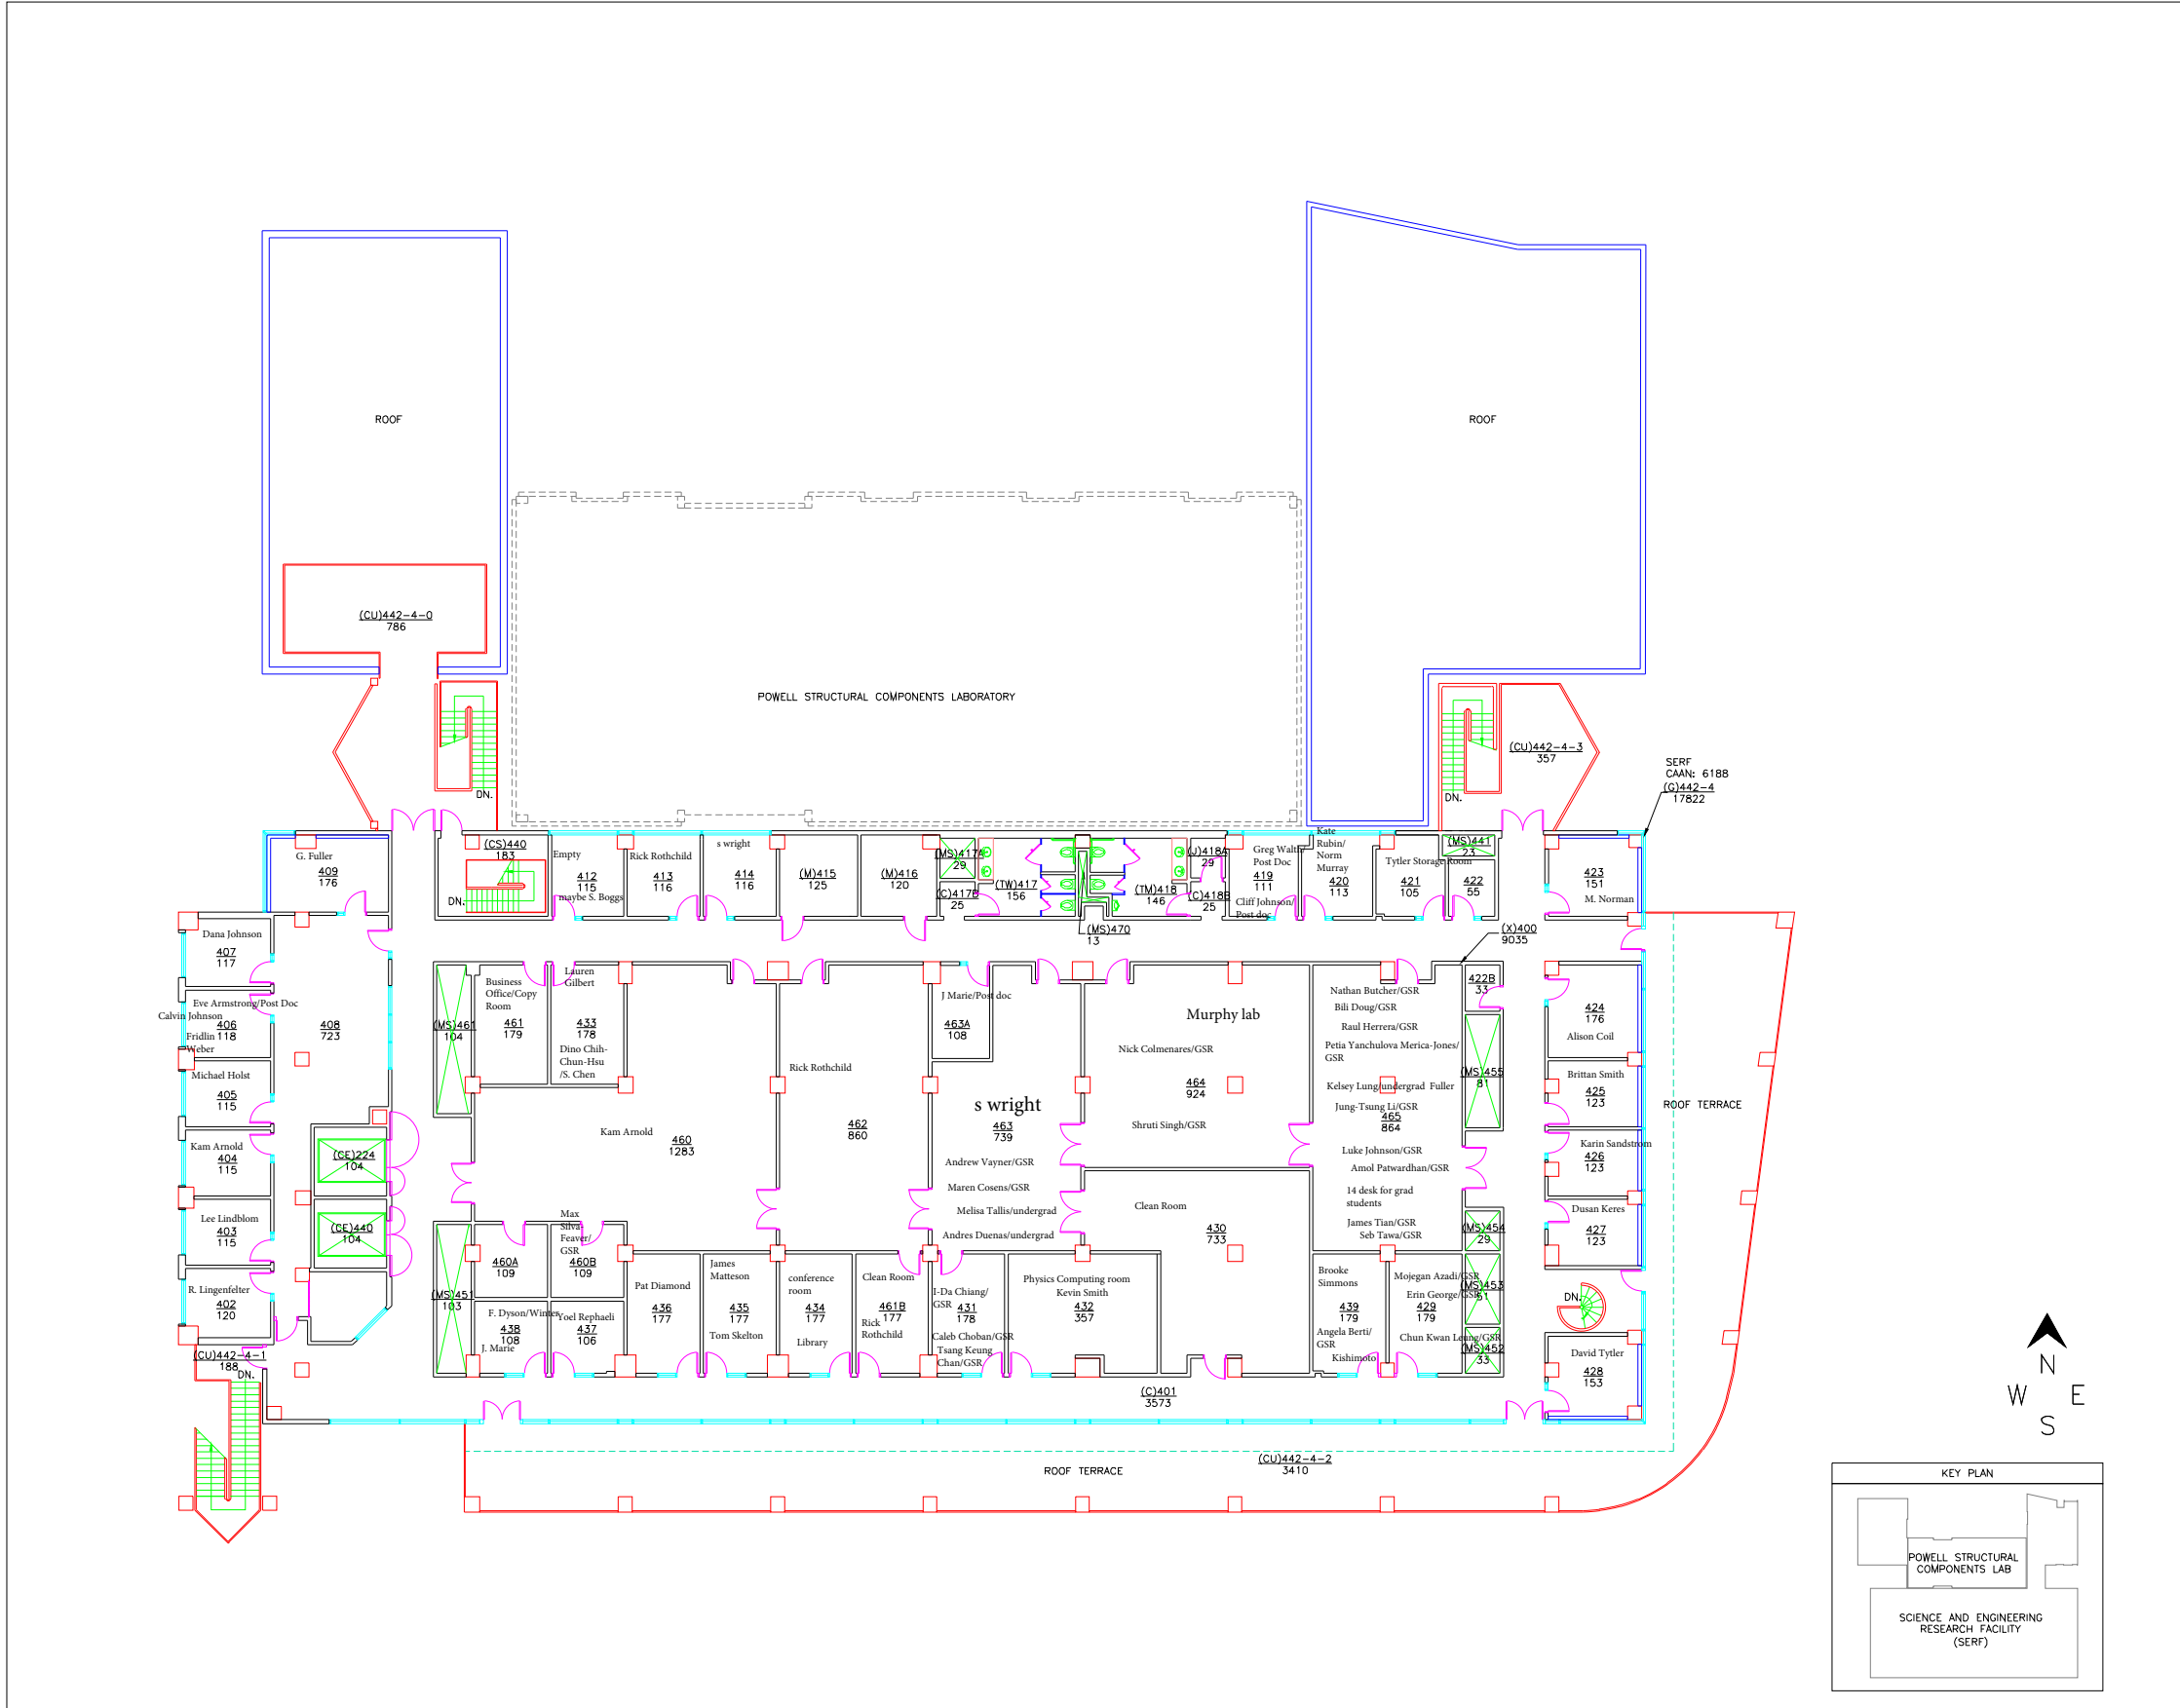 ROOF
ROOF
(CU)442-4-0
786
POWELL STRUCTURAL COMPONENTS LABORATORY
DN.
(CU)442-4-3
357
DN.
SERF
CAAN: 6188
(G)442-4
17822
G. Fuller
409
176
(CS)440
183
DN.
Empty
412
115
maybe S. Boggs
Rick Rothchild
413
116
s wright
414
116
(M)415
125
(M)416
120
(MS)417A
29
(C)417B
25
(TW)417
156
(MS)470
13
(TM)418
146
(J)418A
29
(C)418B
25
Greg Walth/
Post Doc
419
111
Cliff Johnson/
Post doc
Kate
Rubin/
Norm
Murray
420
113
Tytler Storage Room
421
105
422
55
(MS)441
23
423
151
M. Norman
(X)400
9035
Dana Johnson
407
117
Eve Armstrong/Post Doc
Calvin Johnson
406
118
Fridlin
Weber
408
723
Michael Holst
405
115
Kam Arnold
404
115
Lee Lindblom
403
115
R. Lingenfelter
402
120
(CE)224
104
(CE)440
104
(CU)442-4-1
188
DN.
(MS)461
104
Business
Office/Copy
Room
461
179
Lauren
Gilbert
433
178
Dino Chih-
Chun-Hsu
/S. Chen
Kam Arnold
460
1283
Rick Rothchild
462
860
J Marie/Post doc
463A
108
s wright
463
739
Andrew Vayner/GSR
Maren Cosens/GSR
Melisa Tallis/undergrad
Andres Duenas/undergrad
Murphy lab
Nick Colmenares/GSR
464
924
Shruti Singh/GSR
Clean Room
430
733
Nathan Butcher/GSR
Bili Doug/GSR
Raul Herrera/GSR
Petia Yanchulova Merica-Jones/
GSR
Kelsey Lung/undergrad Fuller
Jung-Tsung Li/GSR
465
864
Luke Johnson/GSR
Amol Patwardhan/GSR
14 desk for grad
students
James Tian/GSR
Seb Tawa/GSR
422B
33
(MS)455
81
(MS)454
29
(MS)453
51
(MS)452
33
424
176
Alison Coil
Brittan Smith
425
123
Karin Sandstrom
426
123
Dusan Keres
427
123
DN.
David Tytler
428
153
ROOF TERRACE
(MS)451
103
460A
109
Max
Silva-
Feaver/
GSR
460B
109
F. Dyson/Winter
438
108
J. Marie
Yoel Rephaeli
437
106
Pat Diamond
436
177
James
Matteson
435
177
Tom Skelton
conference
room
434
177
Library
Clean Room
461B
177
Rick
Rothchild
I-Da Chiang/
GSR
431
178
Caleb Choban/GSR
Tsang Keung
Chan/GSR
Physics Computing room
Kevin Smith
432
357
Brooke
Simmons
439
179
Angela Berti/
GSR
Kishimoto
Mojegan Azadi/GSR
Erin George/GSR
429
179
Chun Kwan Leung/GSR
(C)401
3573
ROOF TERRACE
(CU)442-4-2
3410
N
W E
S
KEY PLAN
POWELL STRUCTURAL
COMPONENTS LAB
SCIENCE AND ENGINEERING
RESEARCH FACILITY
(SERF)